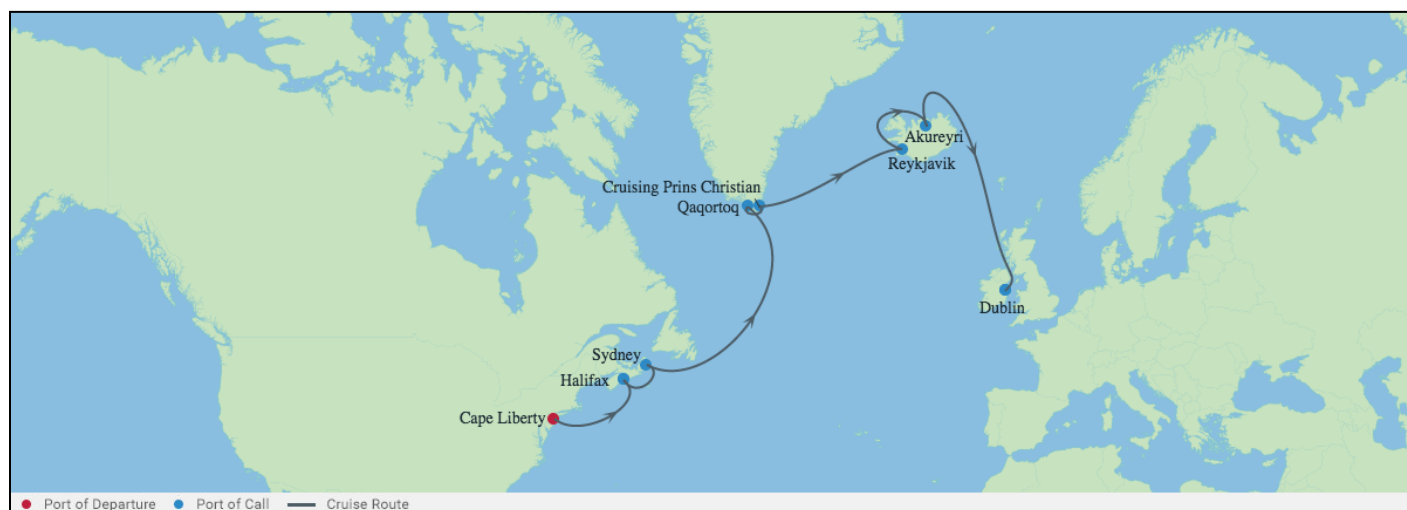 Akureyri
Reykjavik
Cruising Prins Christian
Qaqortoq
Dublin
Sydney
Halifax
Cape Liberty
Port of Departure Port of Call Cruise Route